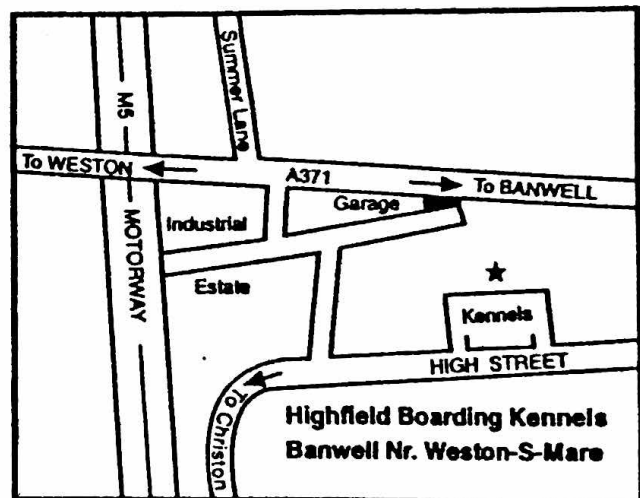 Summer Lane
M5
MOTORWAY
To WESTON
A371
To BANWELL
Garage
Industrial
Estate
Kennels
HIGH STREET
To Christon
Highfield Boarding Kennels
Banwell Nr. Weston-S-Mare